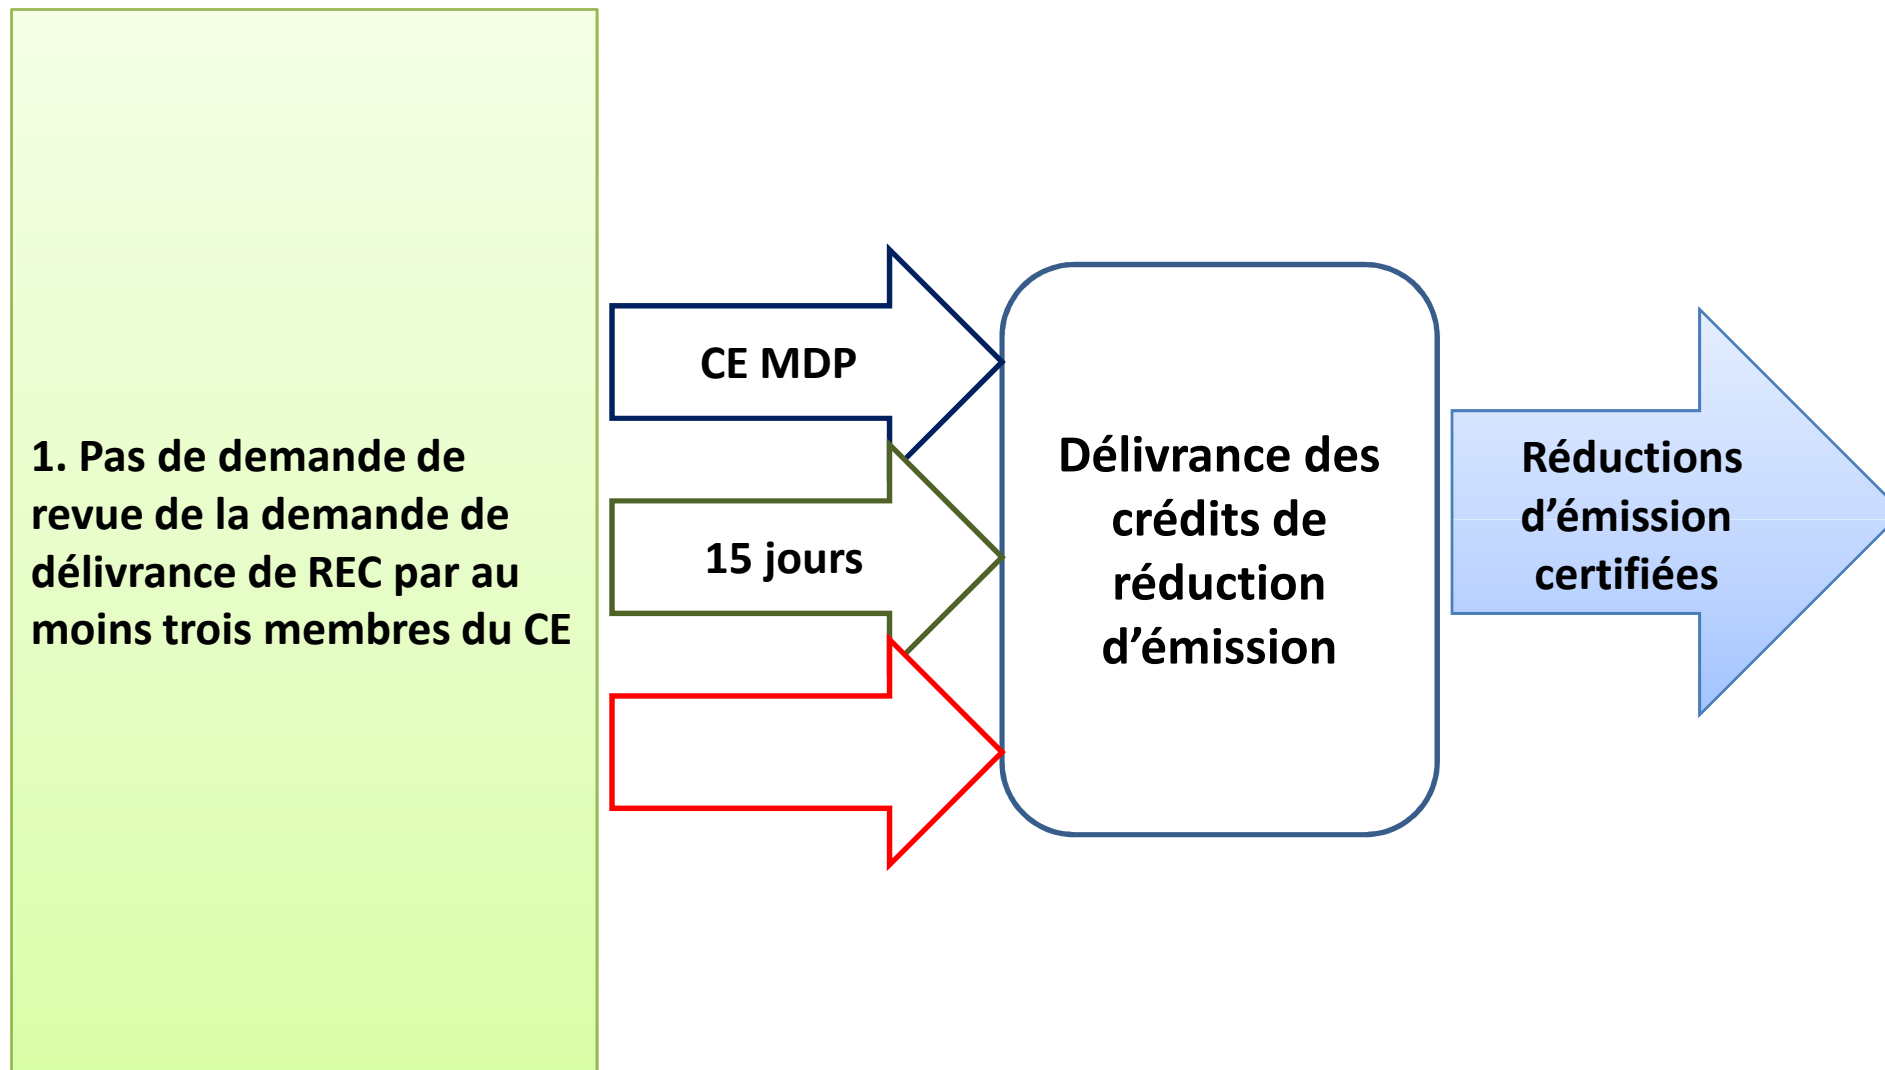 1. Pas de demande de
revue de la demande de
délivrance de REC par au
moins trois membres du CE
CE MDP
15 jours
Délivrance des
crédits de
réduction
d’émission
Réductions
d’émission
certifiées